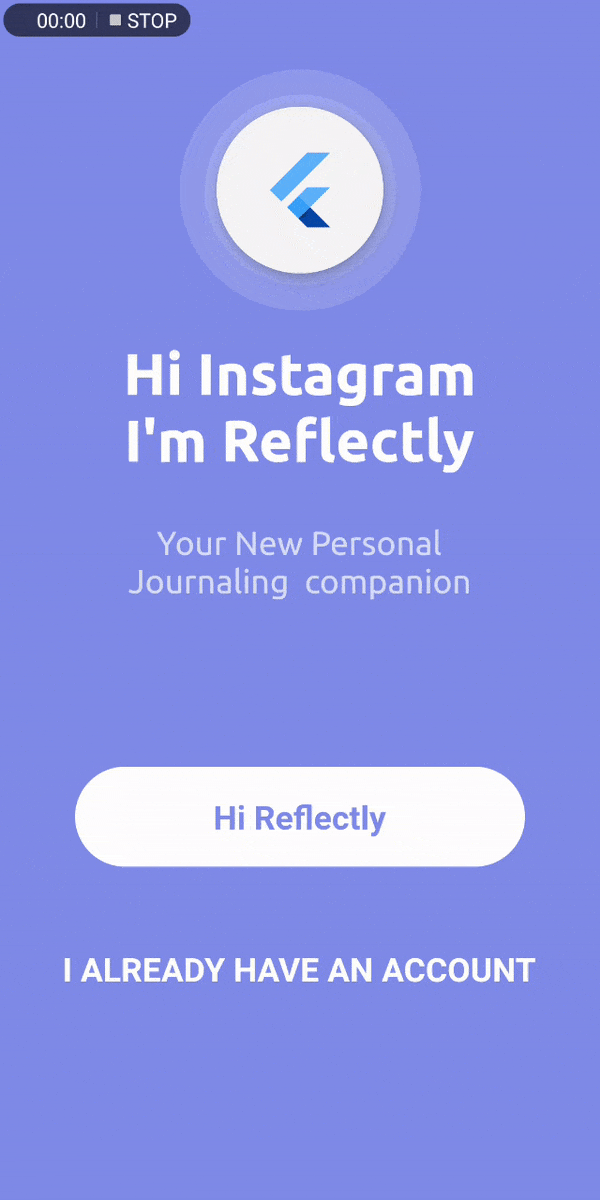 00:00 STOP
Hi Instagram
I'm Reflectly
Your New Personal
Journaling  companion
Hi Reflectly
I ALREADY HAVE AN ACCOUNT